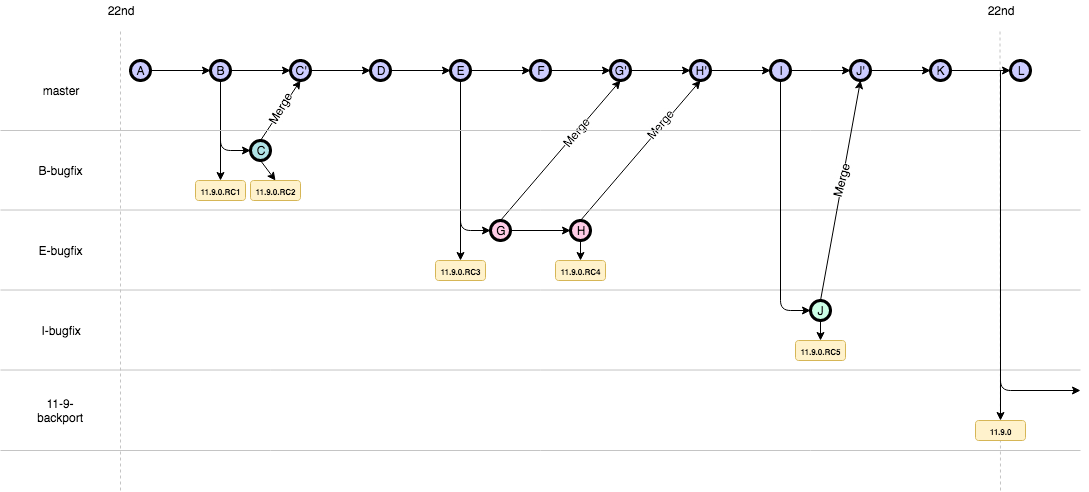 22nd
22nd
A
B
C'
D
E
F
G'
H'
I
J'
K
L
master
Merge
Merge
Merge
Merge
C
B-bugfix
11.9.0.RC1
11.9.0.RC2
G
H
E-bugfix
11.9.0.RC3
11.9.0.RC4
J
I-bugfix
11.9.0.RC5
11-9-
backport
11.9.0